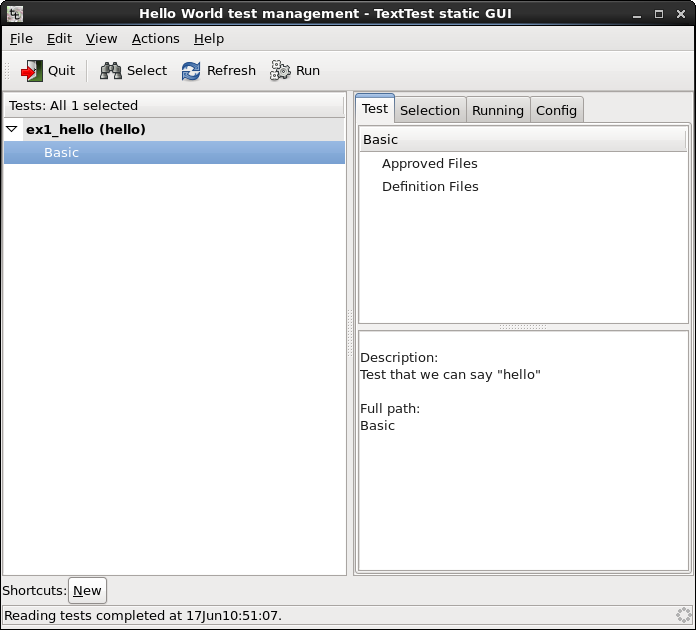 Hello World test management - TextTest static GUI
File Edit View Actions Help
Quit Select Refresh Run
Tests: All 1 selected
ex1_hello (hello)
Basic
Test Selection Running Config
Basic
Approved Files
Definition Files
Description:
Test that we can say "hello"
Full path:
Basic
Shortcuts: New
Reading tests completed at 17Jun10:51:07.